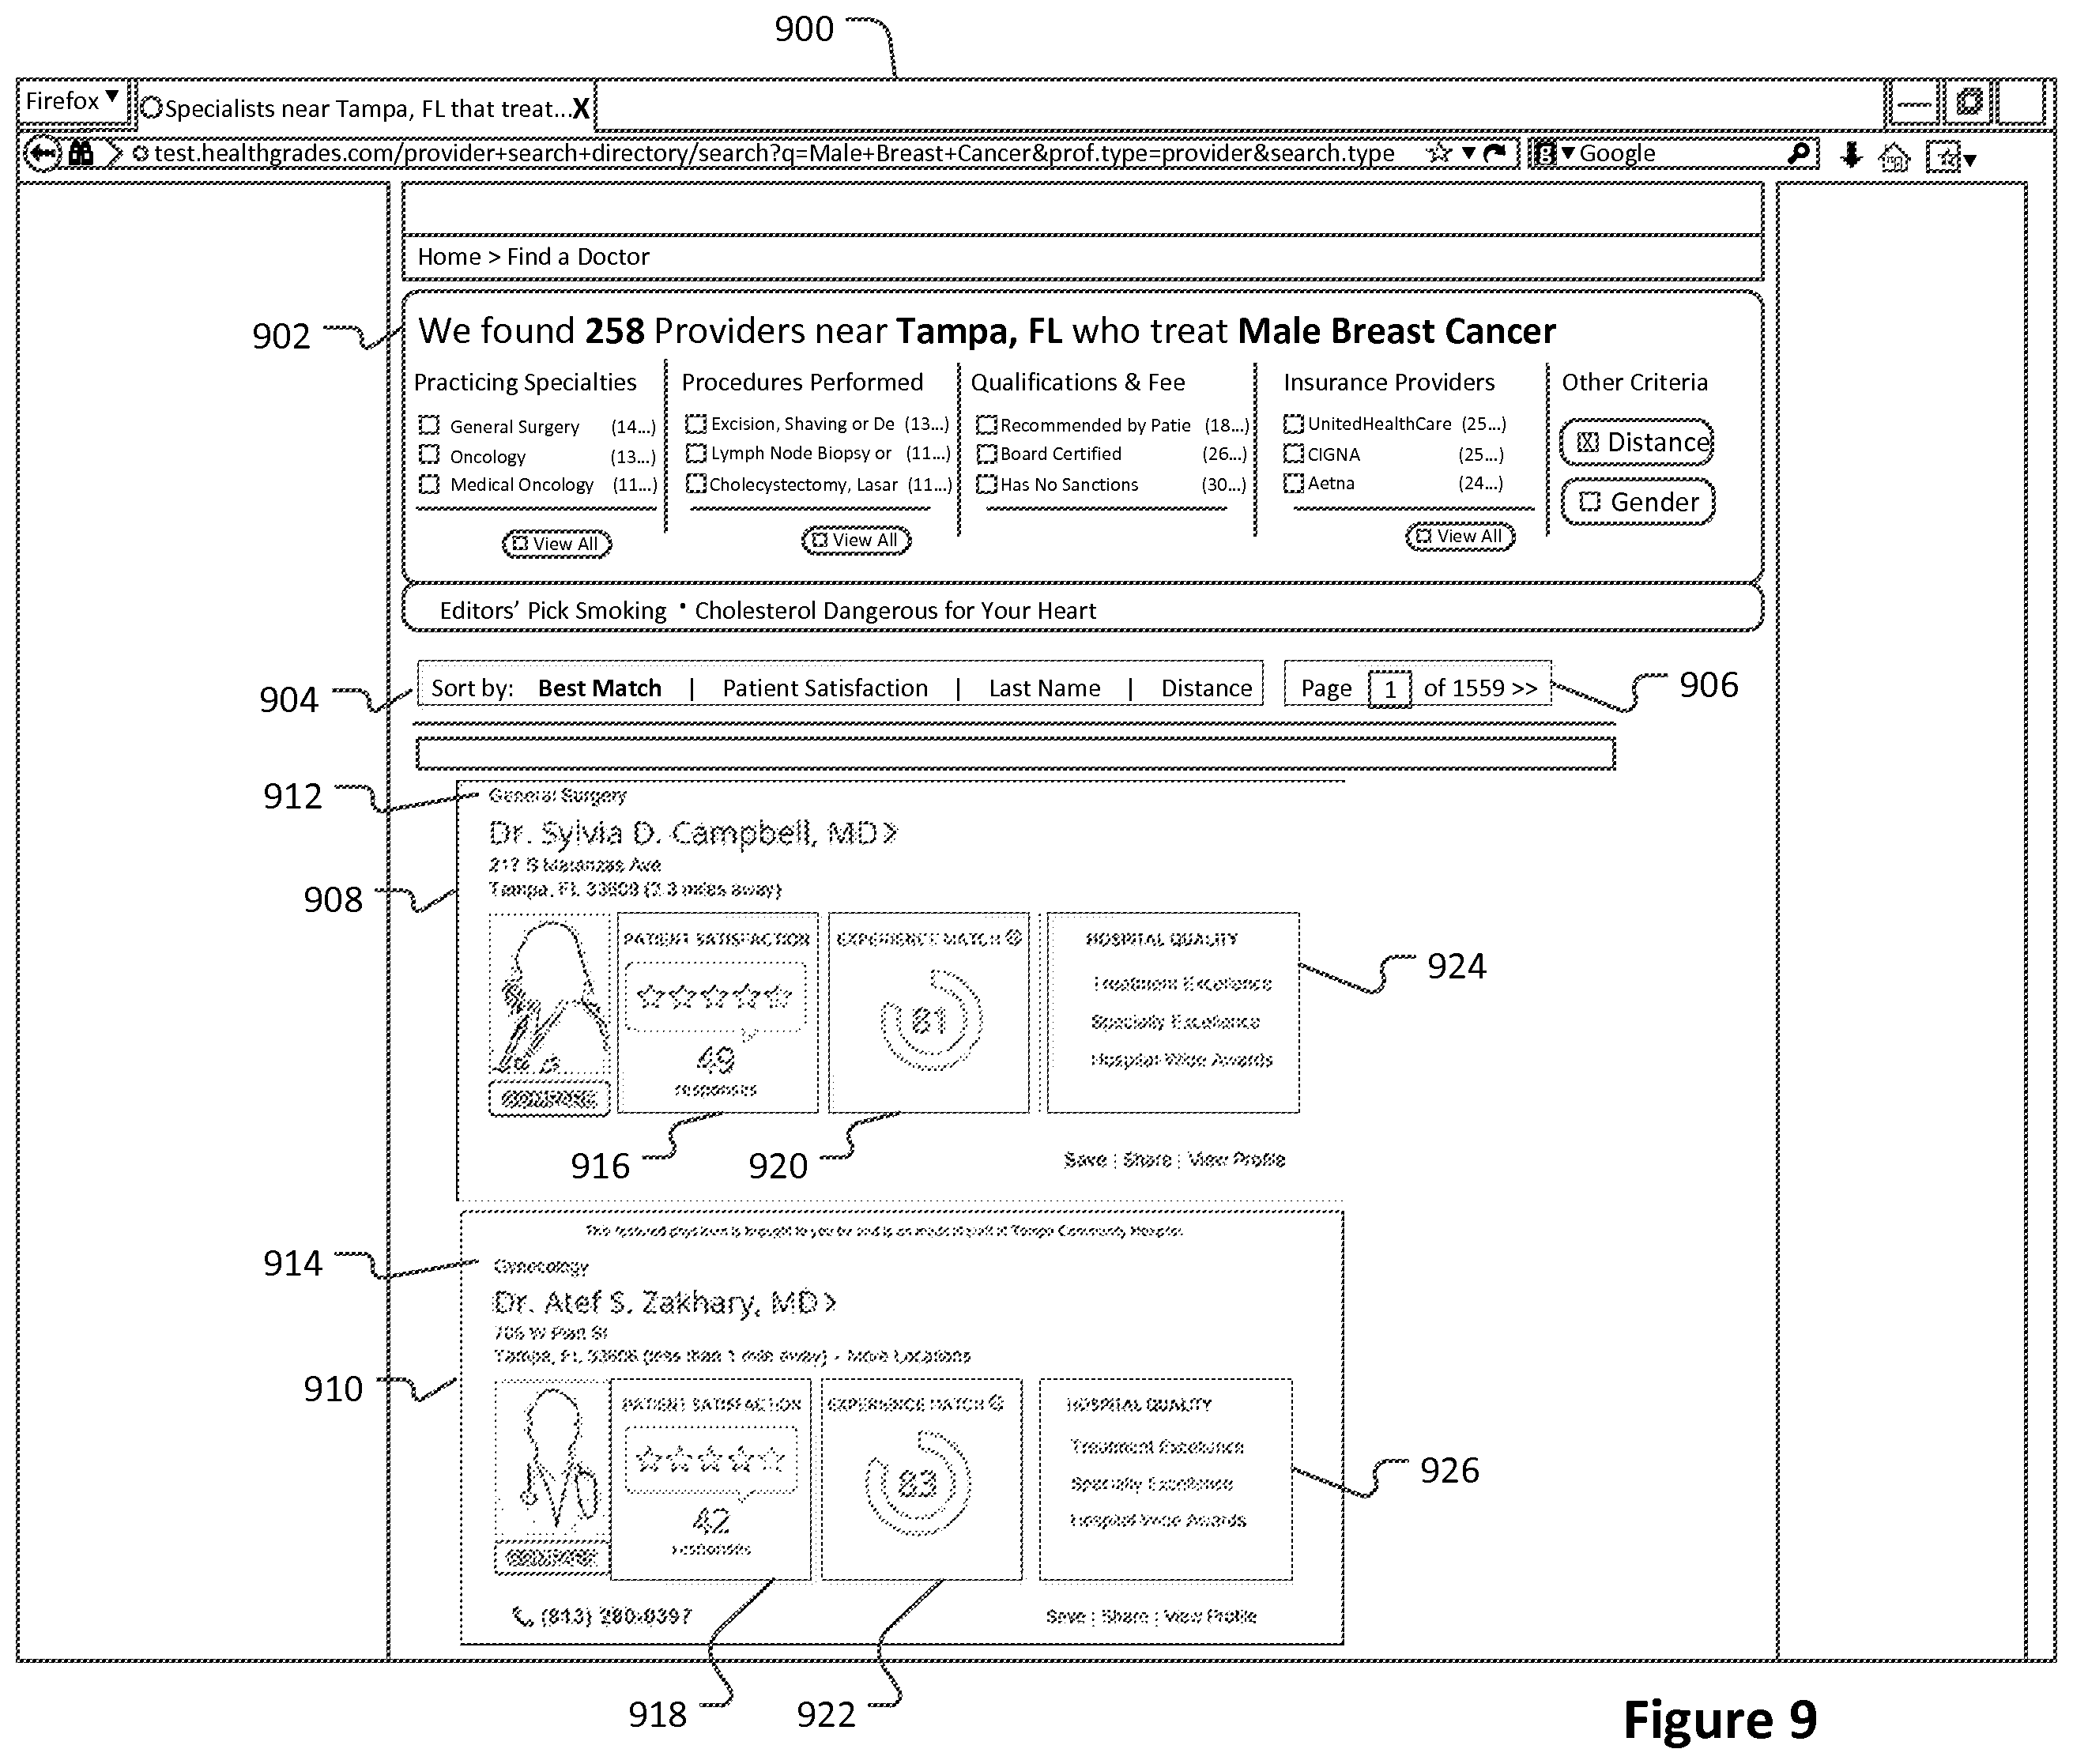 900
Firefox
Specialists near Tampa, FL that treat... X
test.healthgrades.com/provider+search+directory/search?q=Male+Breast+Cancer&prof.type=provider&search.type
g Google
Home > Find a Doctor
902
We found 258 Providers near Tampa, FL who treat Male Breast Cancer
Practicing Specialties Procedures Performed Qualifications & Fee Insurance Providers Other Criteria
General Surgery (14...) Excision, Shaving or De (13...) Recommended by Patie (18...) UnitedHealthCare (25...) X Distance
Oncology (13...) Lymph Node Biopsy or (11...) Board Certified (26...) CIGNA (25...)
Medical Oncology (11...) Cholecystectomy, Lasar (11...) Has No Sanctions (30...) Aetna (24...) Gender
View All View All View All
Editors' Pick Smoking • Cholesterol Dangerous for Your Heart
904
Sort by: Best Match | Patient Satisfaction | Last Name | Distance
Page 1 of 1559 >>
906
912
General Surgery
Dr. Sylvia D. Campbell, MD >
217 S Matanzas Ave
908
Tampa, FL 33609 (2.3 miles away)
PATIENT SATISFACTION EXPERIENCE MATCH HOSPITAL QUALITY
924
Treatment Excellence
81
Specialty Excellence
49
Hospital Wide Awards
responses
916
920
Save | Share | View Profile
Tampa Community Hospital
914
Gynecology
Dr. Atef S. Zakhary, MD >
706 W Platt St
Tampa, FL 33606 (less than 1 mile away) - More Locations
910
PATIENT SATISFACTION EXPERIENCE MATCH HOSPITAL QUALITY
Treatment Excellence
926
83
Specialty Excellence
42
Hospital Wide Awards
responses
(813) 280-0397
Save | Share | View Profile
918
922
Figure 9